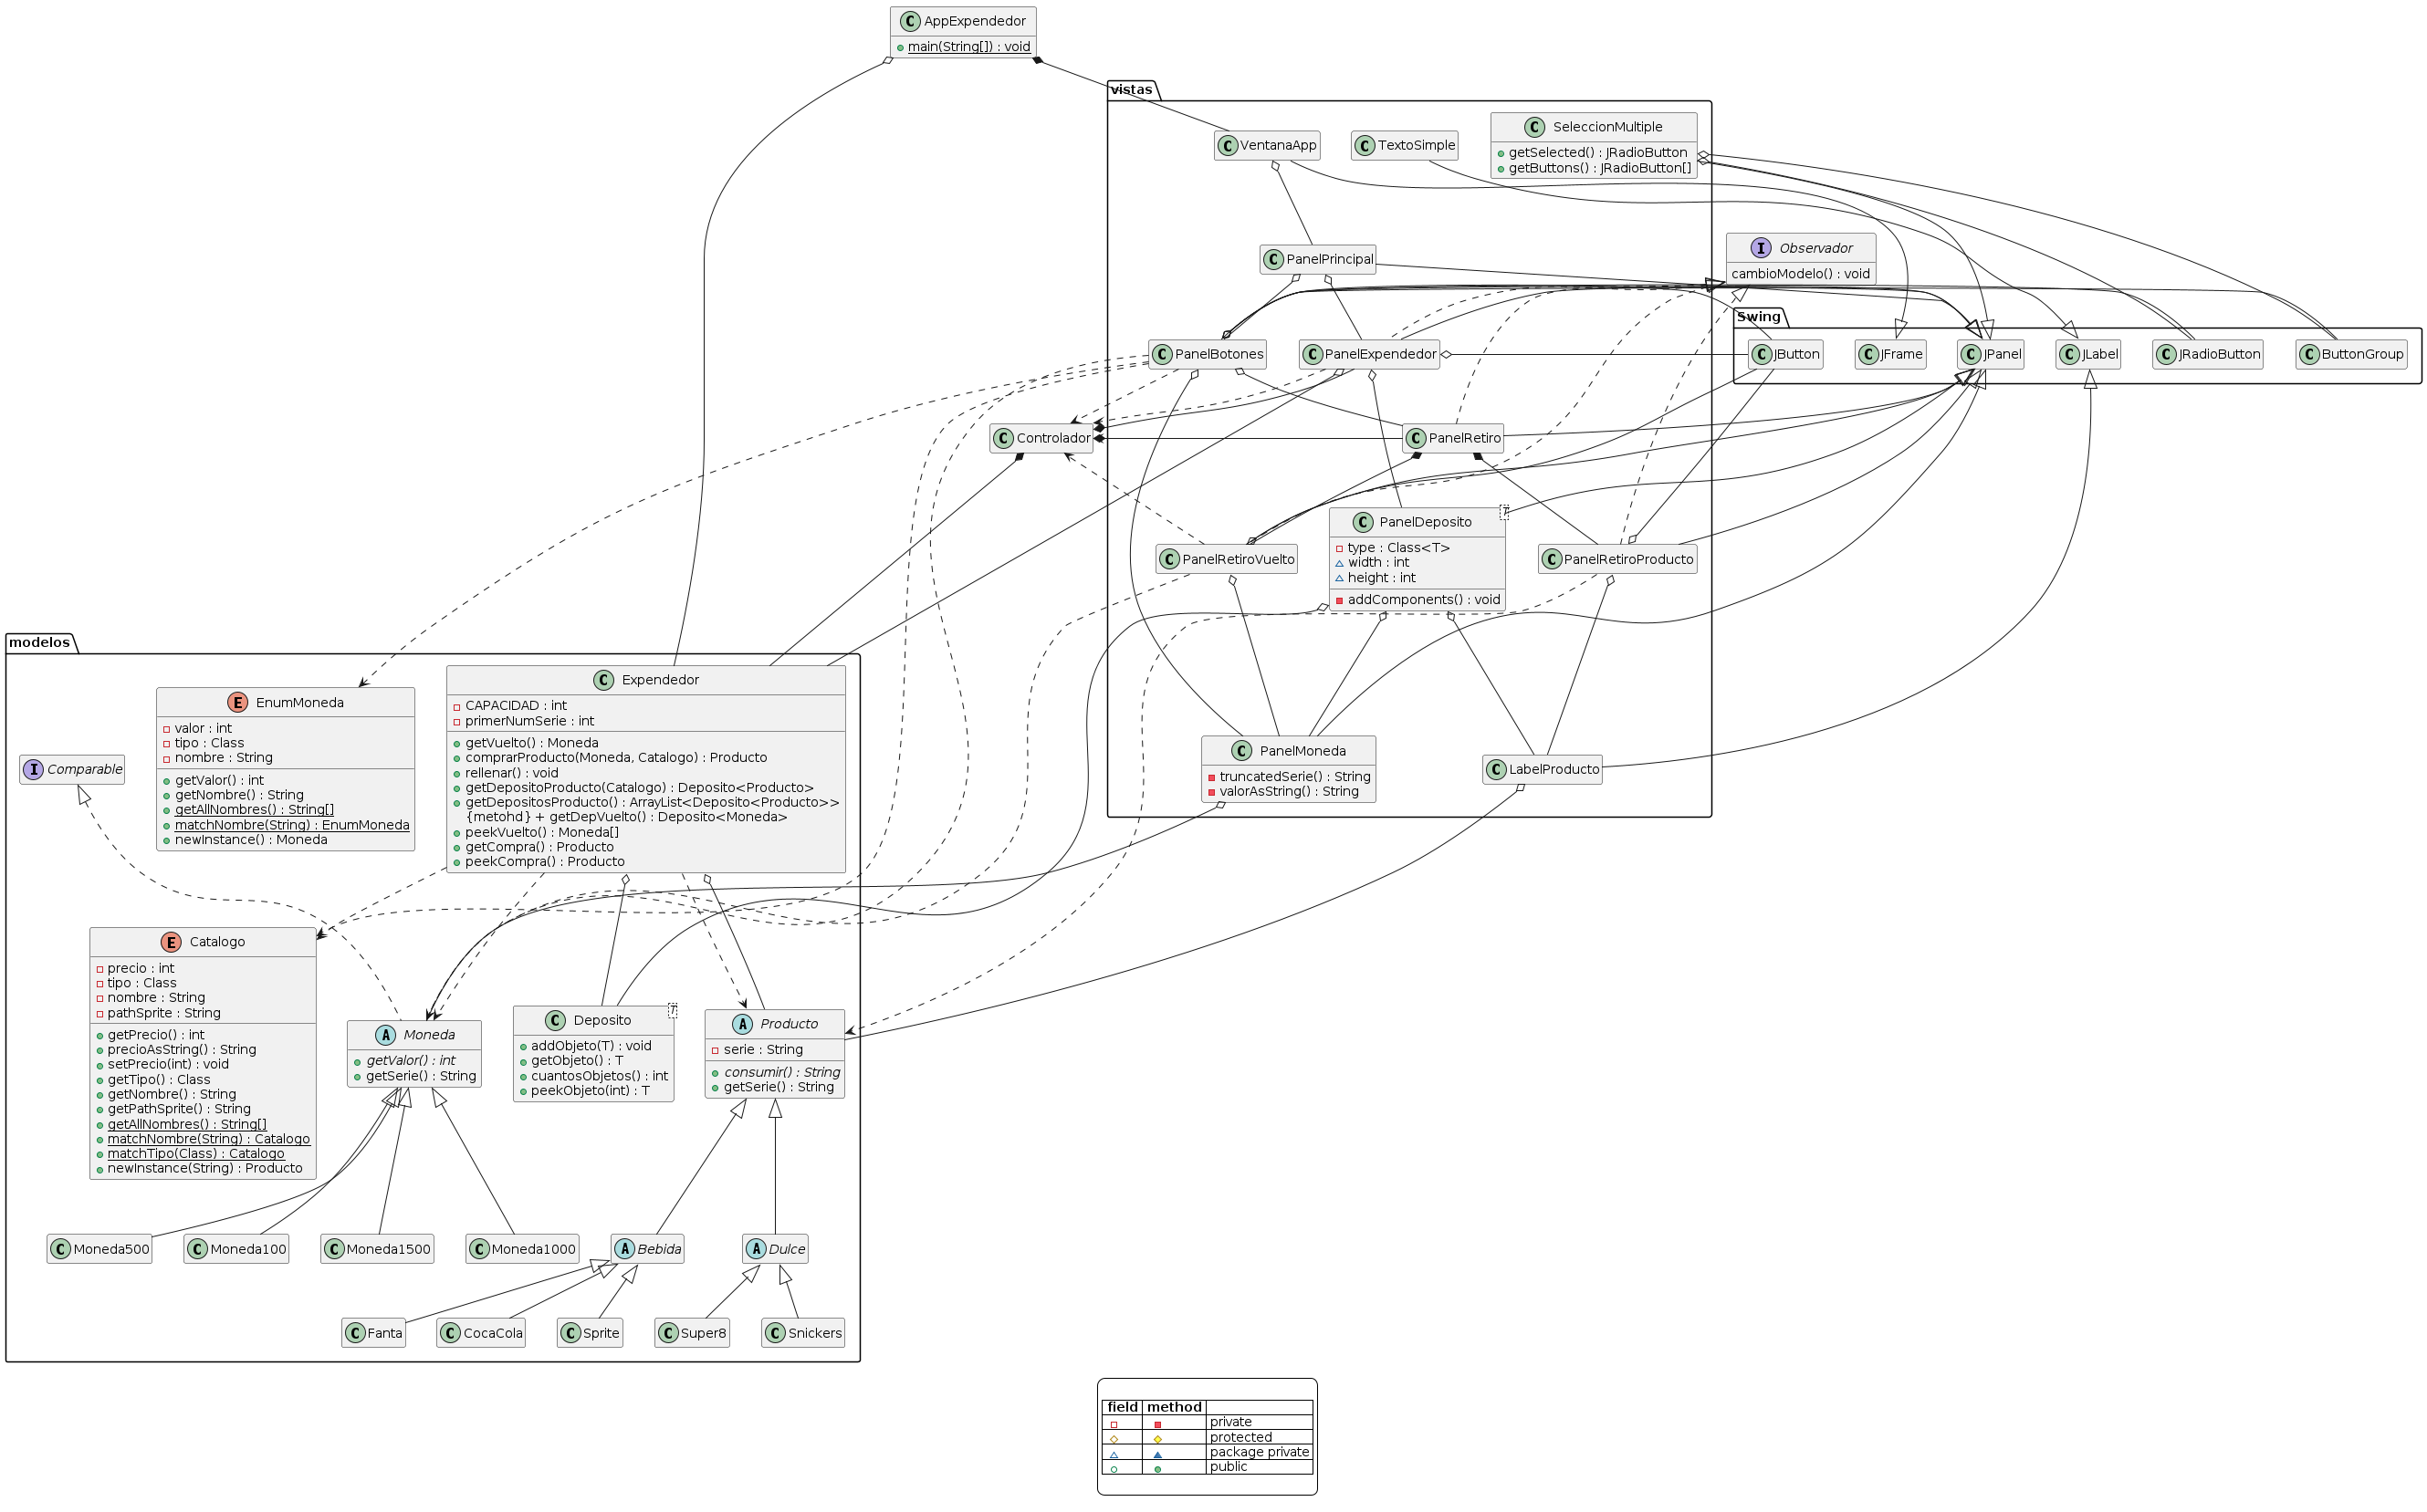 C AppExpendedor
main(String[]) : void
vistas
C SeleccionMultiple
getSelected() : JRadioButton
getButtons() : JRadioButton[]
C VentanaApp
C TextoSimple
I Observador
cambioModelo() : void
C PanelPrincipal
Swing
C PanelBotones
C PanelExpendedor
C JButton
C JFrame
C JPanel
C JLabel
C JRadioButton
C ButtonGroup
C Controlador
C PanelRetiro
C PanelDeposito
T
type : Class<T>
width : int
height : int
addComponents() : void
C PanelRetiroVuelto
C PanelRetiroProducto
modelos
C Expendedor
CAPACIDAD : int
primerNumSerie : int
getVuelto() : Moneda
comprarProducto(Moneda, Catalogo) : Producto
rellenar() : void
getDepositoProducto(Catalogo) : Deposito<Producto>
getDepositosProducto() : ArrayList<Deposito<Producto>>
{metohd} + getDepVuelto() : Deposito<Moneda>
peekVuelto() : Moneda[]
getCompra() : Producto
peekCompra() : Producto
E EnumMoneda
valor : int
tipo : Class
nombre : String
getValor() : int
getNombre() : String
getAllNombres() : String[]
matchNombre(String) : EnumMoneda
newInstance() : Moneda
I Comparable
C PanelMoneda
truncatedSerie() : String
valorAsString() : String
C LabelProducto
E Catalogo
precio : int
tipo : Class
nombre : String
pathSprite : String
getPrecio() : int
precioAsString() : String
setPrecio(int) : void
getTipo() : Class
getNombre() : String
getPathSprite() : String
getAllNombres() : String[]
matchNombre(String) : Catalogo
matchTipo(Class) : Catalogo
newInstance(String) : Producto
A Moneda
getValor() : int
getSerie() : String
C Deposito
T
addObjeto(T) : void
getObjeto() : T
cuantosObjetos() : int
peekObjeto(int) : T
A Producto
serie : String
consumir() : String
getSerie() : String
C Moneda500
C Moneda100
C Moneda1500
C Moneda1000
A Bebida
A Dulce
C Fanta
C CocaCola
C Sprite
C Super8
C Snickers
field method
private
protected
package private
public